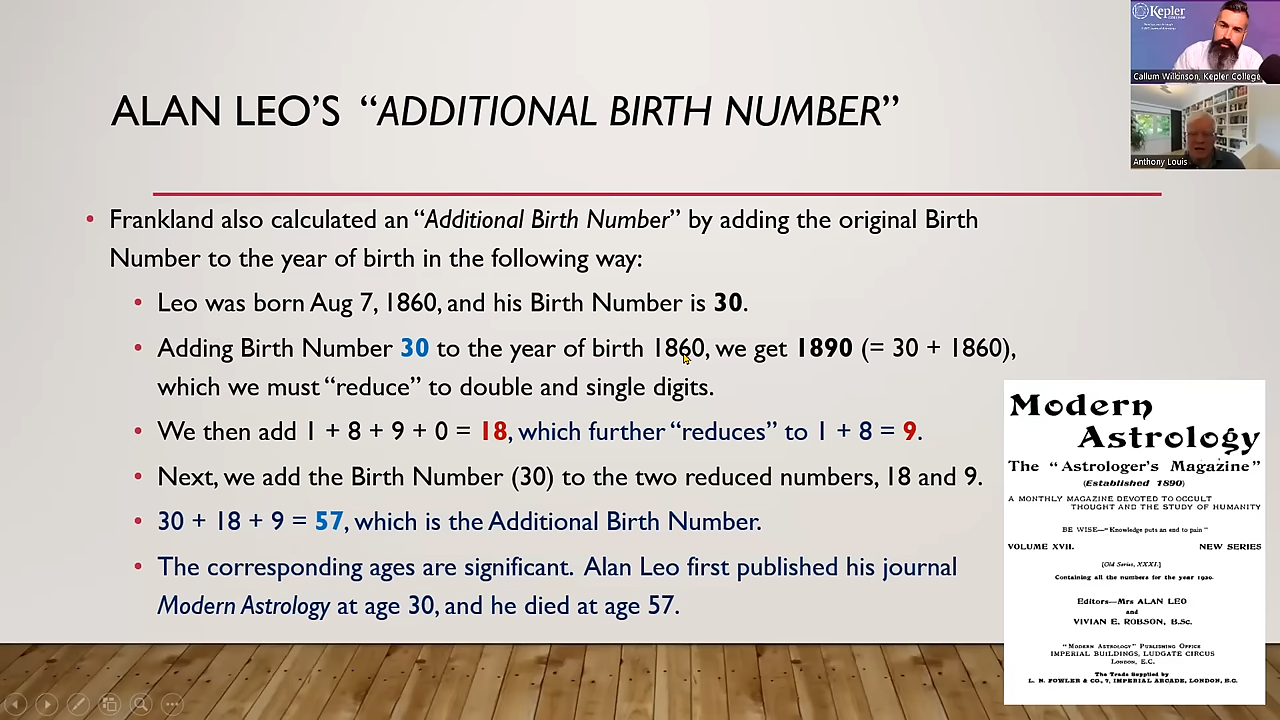 Kepler
COLLEGE
Callum Wilkinson, Kepler College
Anthony Louis
ALAN LEO'S "ADDITIONAL BIRTH NUMBER"
• Frankland also calculated an "Additional Birth Number" by adding the original Birth
Number to the year of birth in the following way:
• Leo was born Aug 7, 1860, and his Birth Number is 30.
• Adding Birth Number 30 to the year of birth 1860, we get 1890 (= 30 + 1860),
which we must "reduce" to double and single digits.
• We then add 1 + 8 + 9 + 0 = 18, which further "reduces" to 1 + 8 = 9.
• Next, we add the Birth Number (30) to the two reduced numbers, 18 and 9.
• 30 + 18 + 9 = 57, which is the Additional Birth Number.
• The corresponding ages are significant. Alan Leo first published his journal
Modern Astrology at age 30, and he died at age 57.
Modern
Astrology
The "Astrologer's Magazine"
(Established 1890)
A MONTHLY MAGAZINE DEVOTED TO OCCULT
THOUGHT AND THE STUDY OF HUMANITY
BE WISE—"Knowledge puts an end to pain"
VOLUME XVII. NEW SERIES
[Old Series, XXXI.]
Containing all the numbers for the year 1920.
Editors—Mrs ALAN LEO
and
VIVIAN E. ROBSON, B.Sc.
"Modern Astrology" Publishing Office
IMPERIAL BUILDINGS, LUDGATE CIRCUS
London, E.C.
The Trade Supplied by
L. N. FOWLER & CO., 7, IMPERIAL ARCADE, LONDON, E.C.